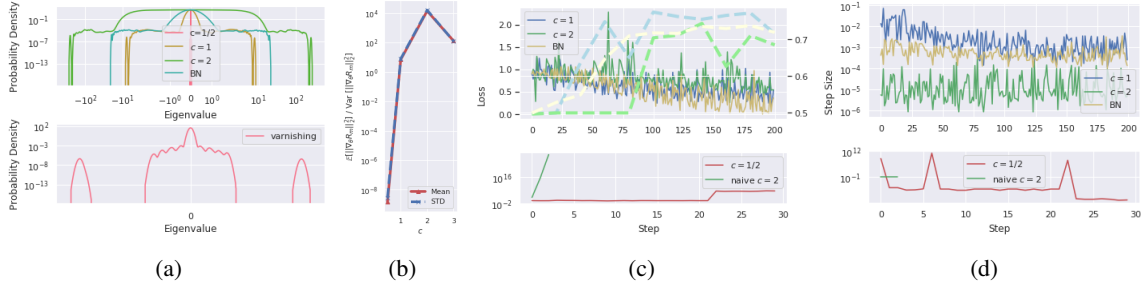 Probability Density
10^2
10^{-1}
10^{-7}
10^{-13}
c=1/2
c = 1
c = 2
BN
-10^2
-10^1
-10^0
0
10^0
10^1
10^2
Eigenvalue
Probability Density
10^2
10^{-3}
10^{-8}
10^{-13}
varnishing
0
Eigenvalue
(a)
10^4
10^2
10^0
10^{-2}
10^{-4}
10^{-6}
10^{-8}
Mean
STD
1
2
3
c
(b)
Loss
2.0
1.5
1.0
0.5
0.0
c = 1
c = 2
BN
0.7
0.6
0.5
0 25 50 75 100 125 150 175 200
10^{16}
10^{-2}
c = 1/2
naive c = 2
0 5 10 15 20 25 30
Step
(c)
Step Size
10^{-1}
10^{-2}
10^{-3}
10^{-4}
10^{-5}
10^{-6}
c = 1
c = 2
BN
0 25 50 75 100 125 150 175 200
10^{12}
10^{-1}
c = 1/2
naive c = 2
0 5 10 15 20 25 30
Step
(d)